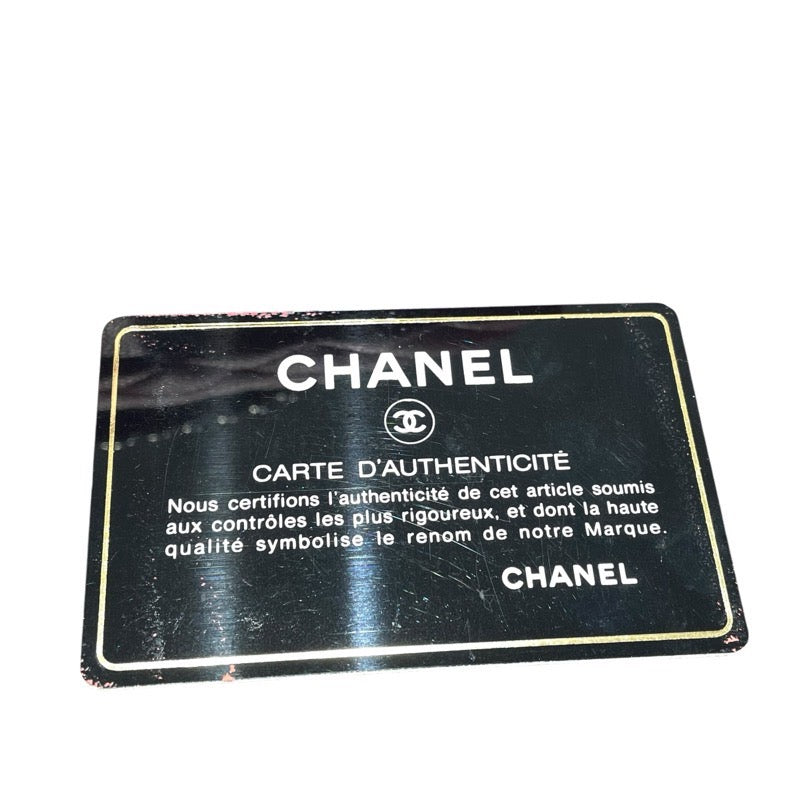 CHANEL
CARTE D'AUTHENTICITÉ
Nous certifions l'authenticité de cet article soumis
aux contrôles les plus rigoureux, et dont la haute
qualité symbolise le renom de notre Marque.
CHANEL